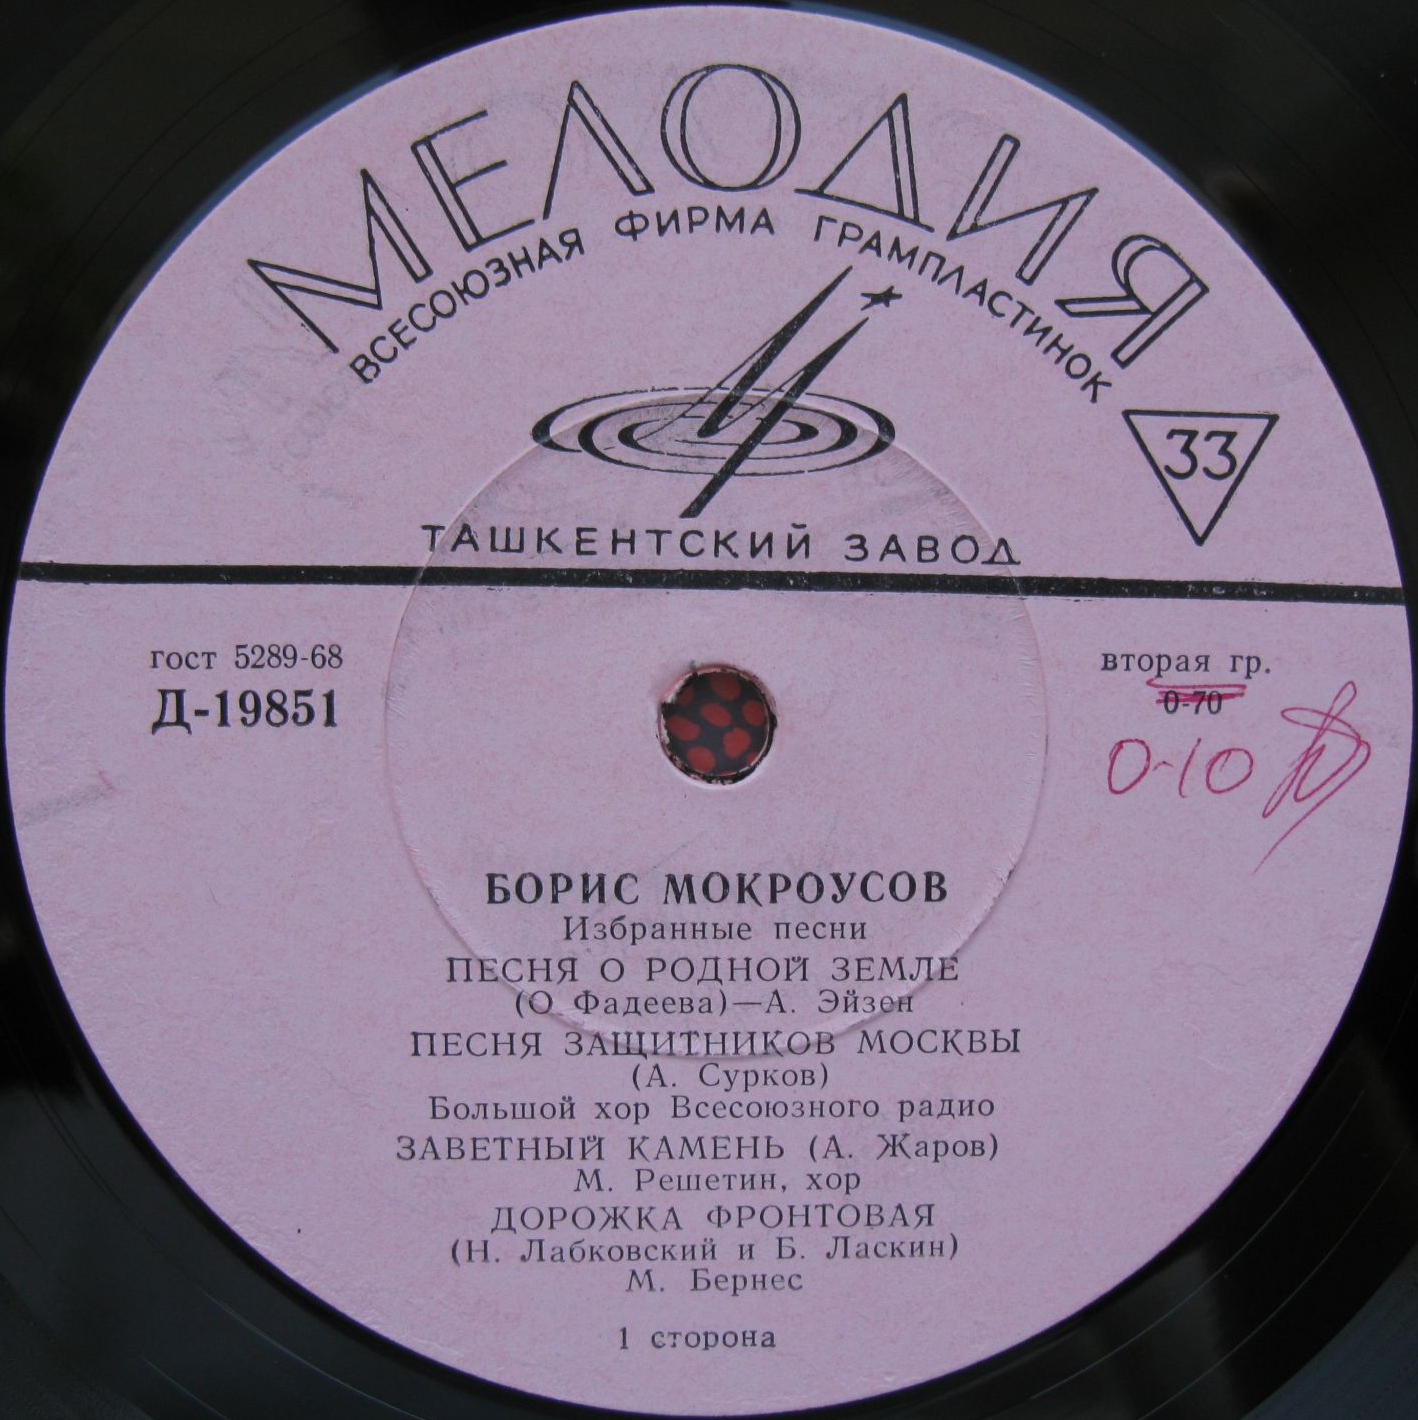 МЕЛОДИЯ
ВСЕСОЮЗНАЯ ФИРМА ГРАМПЛАСТИНОК
33
ТАШКЕНТСКИЙ ЗАВОД
гост 5289-68
Д-19851
вторая гр.
0-70
0-10
БОРИС МОКРОУСОВ
Избранные песни
ПЕСНЯ О РОДНОЙ ЗЕМЛЕ
(О. Фадеева)—А. Эйзен
ПЕСНЯ ЗАЩИТНИКОВ МОСКВЫ
(А. Сурков)
Большой хор Всесоюзного радио
ЗАВЕТНЫЙ КАМЕНЬ (А. Жаров)
М. Решетин, хор
ДОРОЖКА ФРОНТОВАЯ
(Н. Лабковский и Б. Ласкин)
М. Бернес
1 сторона